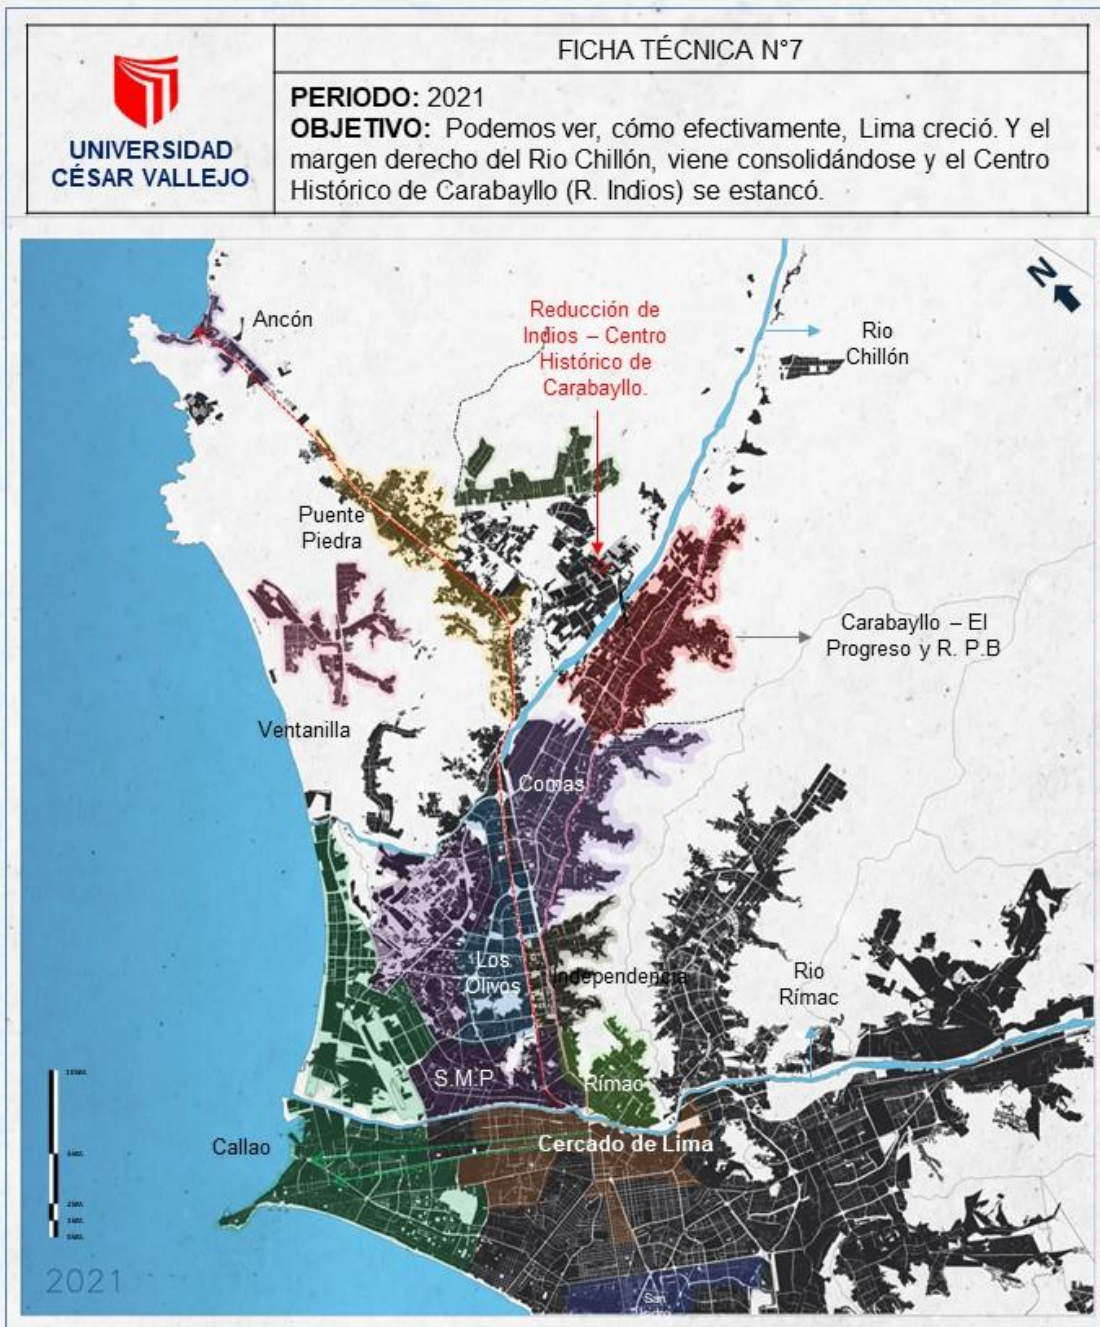 UNIVERSIDAD
CÉSAR VALLEJO
FICHA TÉCNICA N°7
PERIODO: 2021
OBJETIVO: Podemos ver, cómo efectivamente, Lima creció. Y el
margen derecho del Rio Chillón, viene consolidándose y el Centro
Histórico de Carabayllo (R. Indios) se estancó.
N
Ancón
Reducción de
Indios – Centro
Histórico de
Carabayllo.
Rio
Chillón
Puente
Piedra
Carabayllo – El
Progreso y R. P.B
Ventanilla
Comas
Los
Olivos
Independencia
Rio
Rímac
S.M.P
Rímac
Callao
Cercado de Lima
2021
San